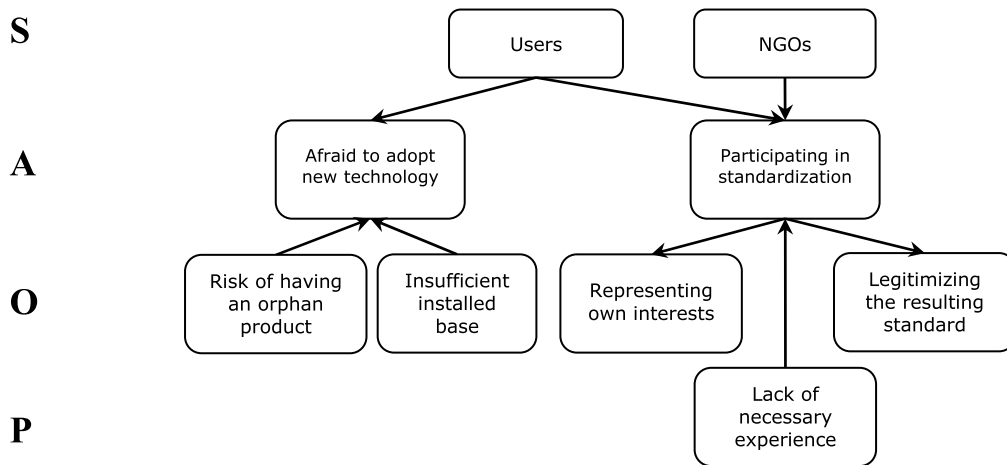 S
Users
NGOs
A
Afraid to adopt
new technology
Participating in
standardization
O
Risk of having
an orphan
product
Insufficient
installed
base
Representing
own interests
Legitimizing
the resulting
standard
P
Lack of
necessary
experience